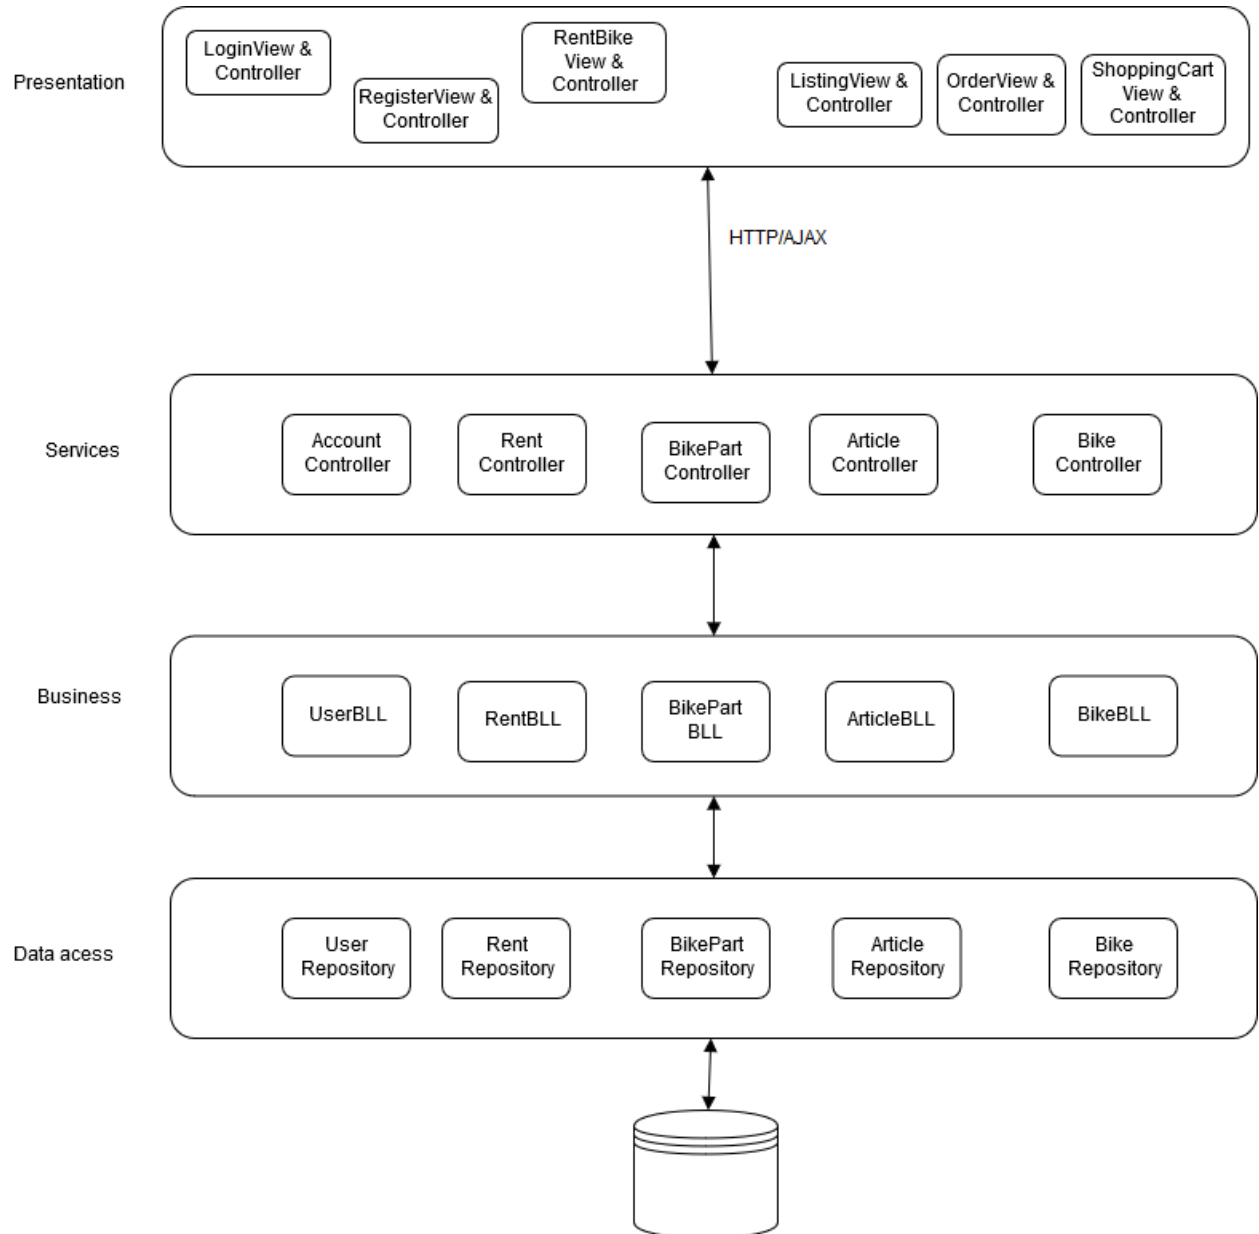 Presentation
LoginView &
Controller
RegisterView &
Controller
RentBike
View &
Controller
ListingView &
Controller
OrderView &
Controller
ShoppingCart
View &
Controller
HTTP/AJAX
Services
Account
Controller
Rent
Controller
BikePart
Controller
Article
Controller
Bike
Controller
Business
UserBLL
RentBLL
BikePart
BLL
ArticleBLL
BikeBLL
Data acess
User
Repository
Rent
Repository
BikePart
Repository
Article
Repository
Bike
Repository